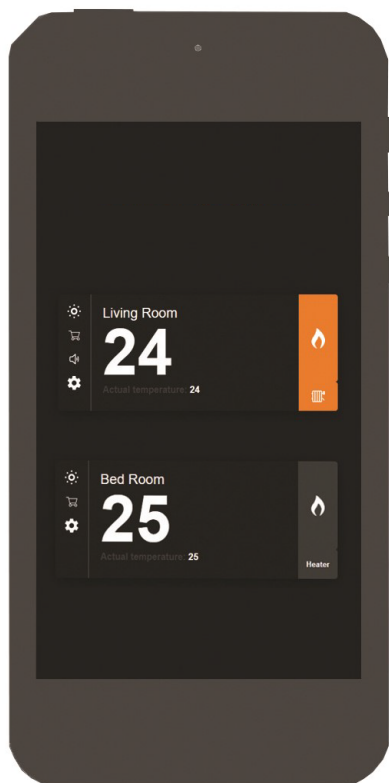 Living Room
24
Actual temperature: 24
Bed Room
25
Actual temperature: 25
Heater